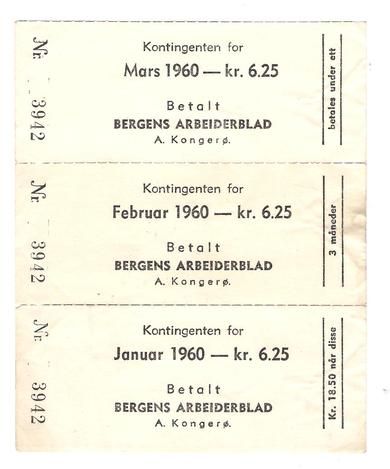 Nr. 3942
Kontingenten for
Mars 1960 — kr. 6.25
Betalt
BERGENS ARBEIDERBLAD
A. Kongerø.
betales under ett
Nr. 3942
Kontingenten for
Februar 1960 — kr. 6.25
Betalt
BERGENS ARBEIDERBLAD
A. Kongerø.
3 måneder
Nr. 3942
Kontingenten for
Januar 1960 — kr. 6.25
Betalt
BERGENS ARBEIDERBLAD
A. Kongerø.
Kr. 18.50 når disse